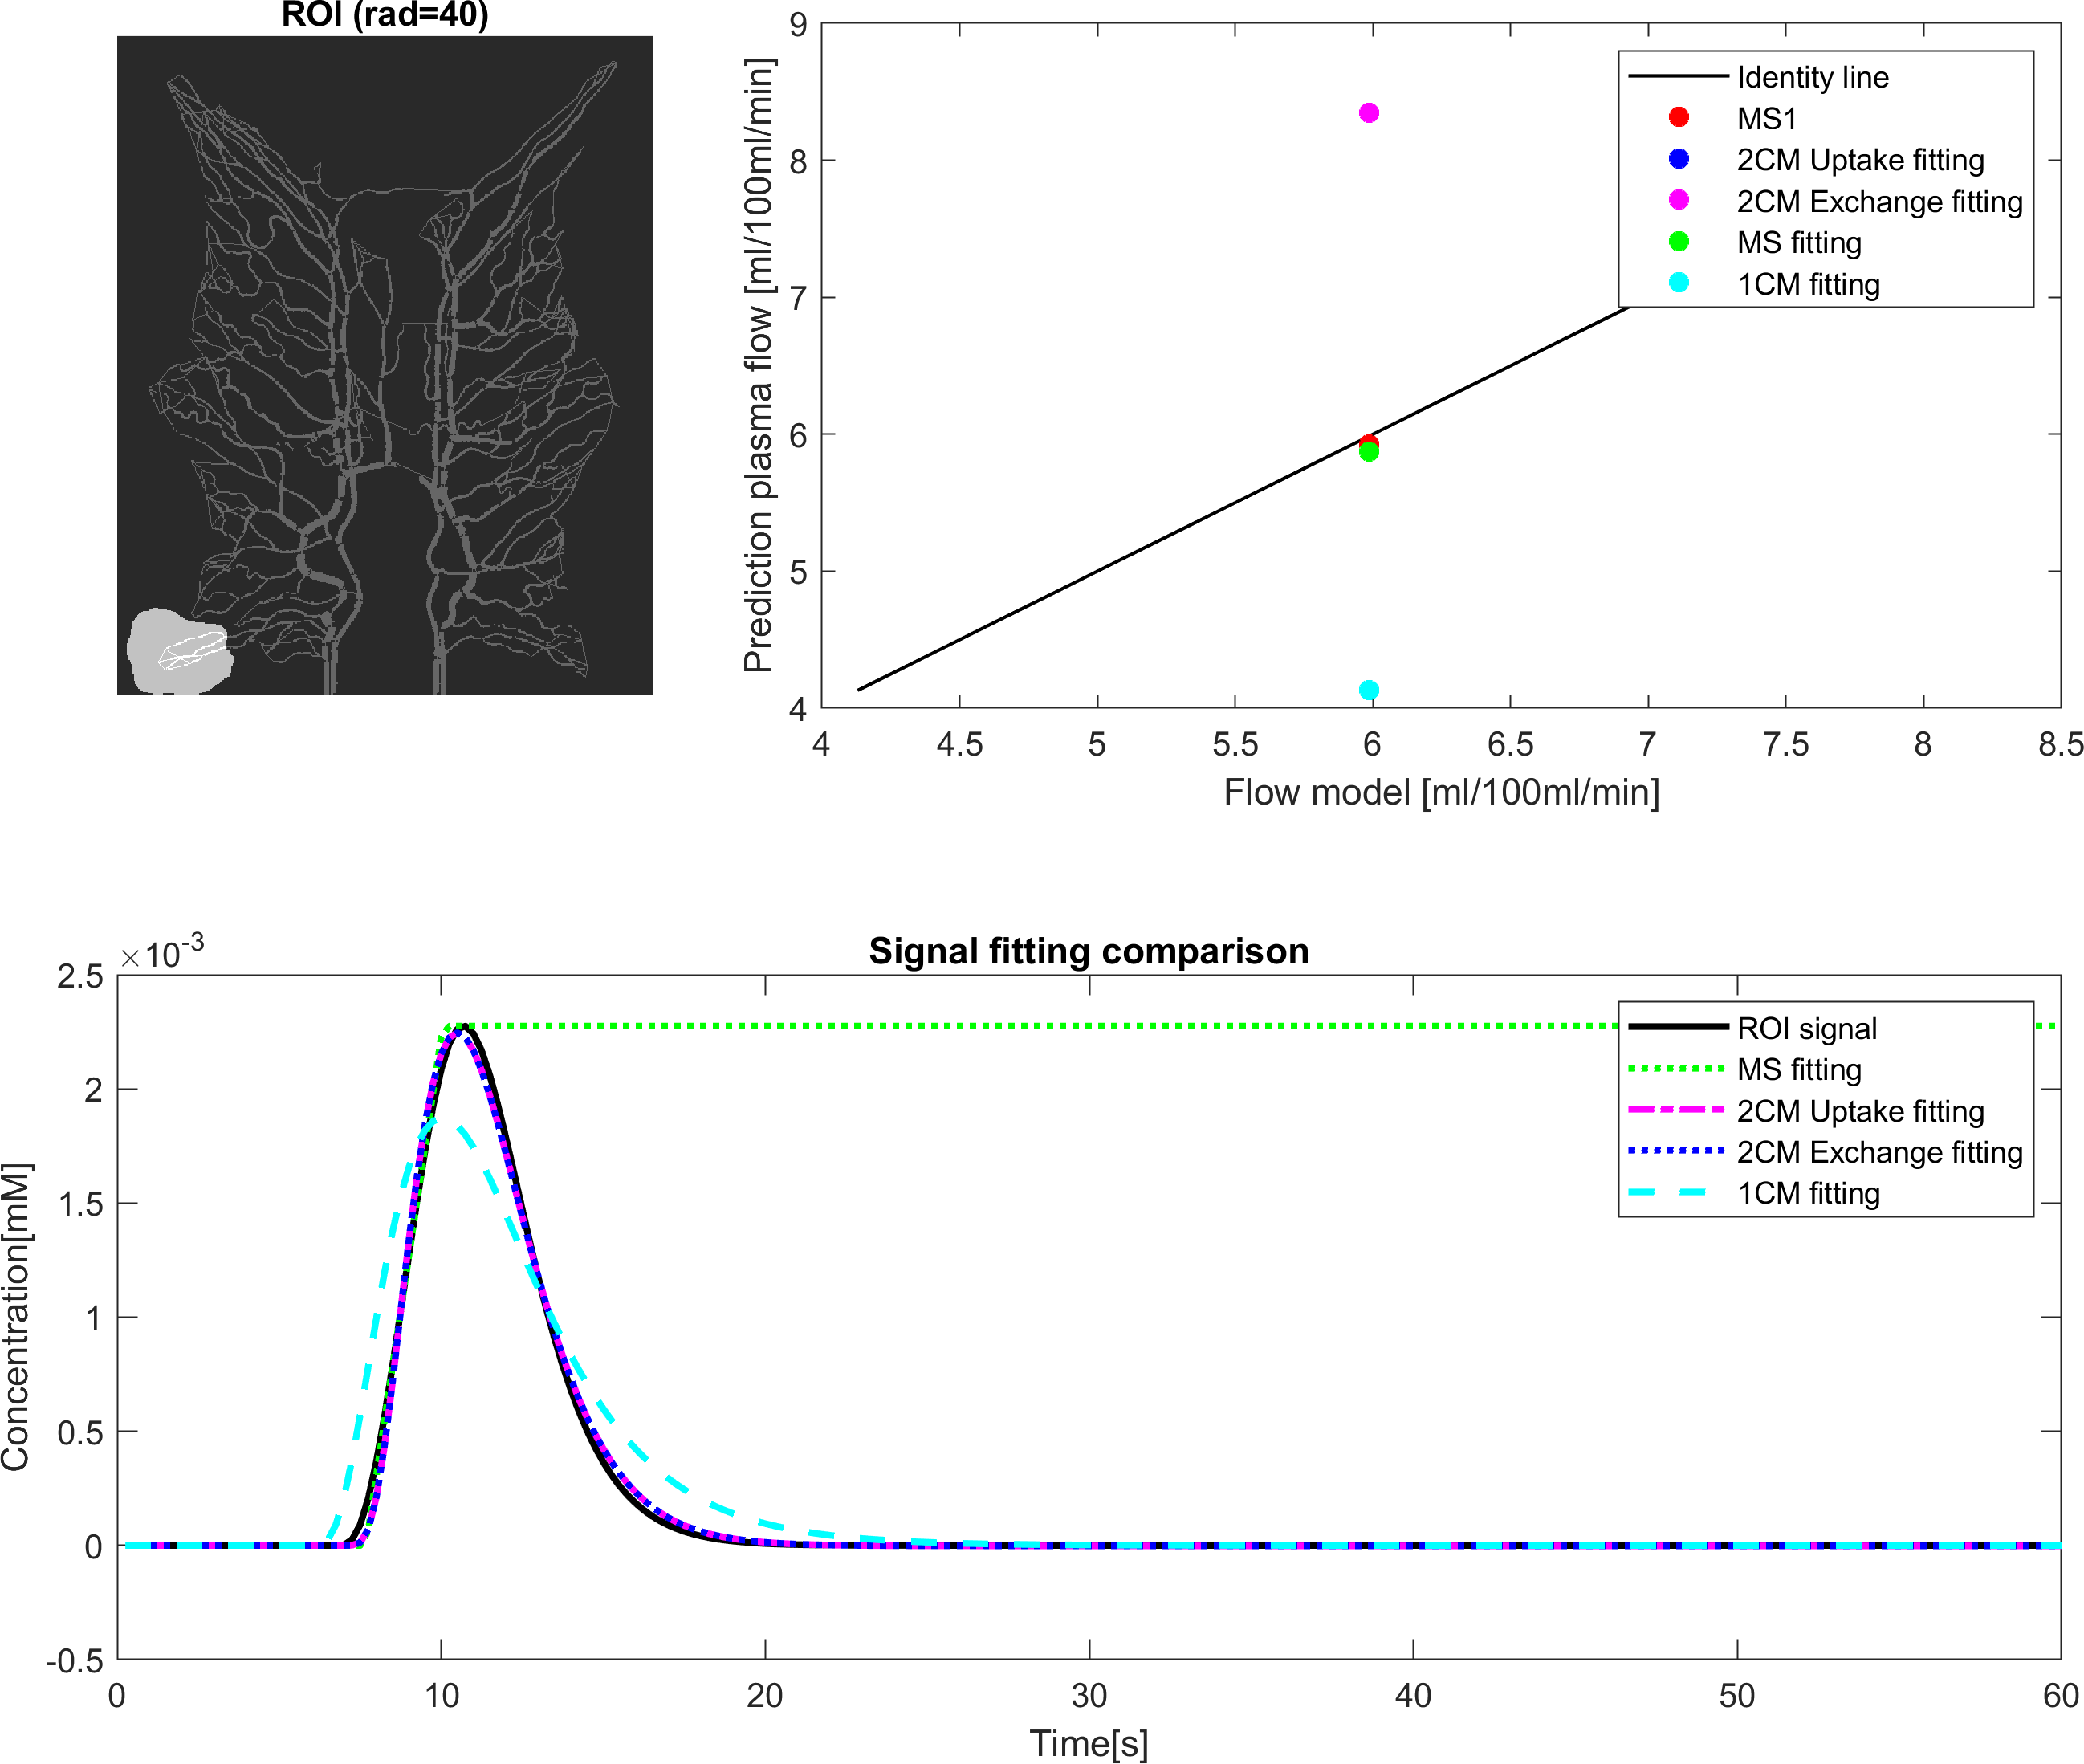 ROI (rad=40)
Prediction plasma flow [ml/100ml/min]
9
8
7
6
5
4
4 4.5 5 5.5 6 6.5 7 7.5 8 8.5
Flow model [ml/100ml/min]
Identity line
MS1
2CM Uptake fitting
2CM Exchange fitting
MS fitting
1CM fitting
Signal fitting comparison
×10-3
Concentration[mM]
2.5
2
1.5
1
0.5
0
-0.5
0 10 20 30 40 50 60
Time[s]
ROI signal
MS fitting
2CM Uptake fitting
2CM Exchange fitting
1CM fitting